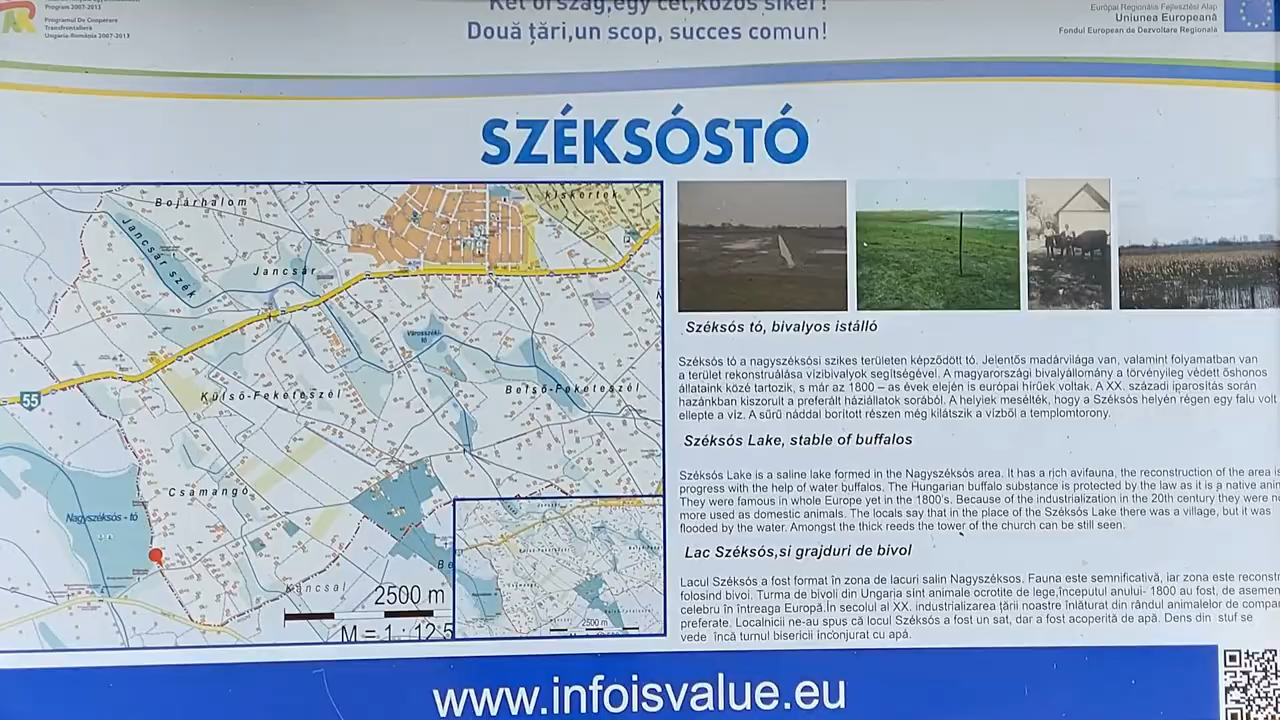 Program 2007-2013
Programul De Cooperare
Transfrontalieră
Ungaria-România 2007-2013
Két ország,egy cél,közös siker!
Două țări,un scop, succes comun!
Európai Regionális Fejlesztési Alap
Uniunea Europeană
Fondul European de Dezvoltare Regionala
SZÉKSÓSTÓ
Bojárhalom
kiskertek
Jancsár szék
Jancsár
Városszéki-tó
55
Külső-Feketeszél
Belső-Feketeszél
Csamangó
Nagyszéksós - tó
Be
2500 m
M = 1 : 12 5
2500 m
Széksós tó, bivalyos istálló
Széksós tó a nagyszéksósi szikes területen képződött tó. Jelentős madárvilága van, valamint folyamatban van
a terület rekonstruálása vízibivalyok segítségével. A magyarországi bivalyállomány a törvényileg védett őshonos
állataink közé tartozik, s már az 1800 – as évek elején is európai hírűek voltak. A XX. századi iparosítás során
hazánkban kiszorult a preferált háziállatok sorából. A helyiek mesélték, hogy a Széksós helyén régen egy falu volt
ellepte a víz. A sűrű náddal borított részen még kilátszik a vízből a templomtorony.
Széksós Lake, stable of buffalos
Széksós Lake is a saline lake formed in the Nagyszéksós area. It has a rich avifauna, the reconstruction of the area is
progress with the help of water buffalos. The Hungarian buffalo substance is protected by the law as it is a native anim
They were famous in whole Europe yet in the 1800's. Because of the industrialization in the 20th century they were n
more used as domestic animals. The locals say that in the place of the Széksós Lake there was a village, but it was
flooded by the water. Amongst the thick reeds the tower of the church can be still seen.
Lac Széksós,si grajduri de bivol
Lacul Széksós a fost format în zona de lacuri salin Nagyszéksos. Fauna este semnificativă, iar zona este reconstr
folosind bivol. Turma de bivoli din Ungaria sînt animale ocrotite de lege,începutul anului- 1800 au fost, de asemen
celebru în întreaga Europă.În secolul al XX. industrializarea țării noastre înlăturat din rândul animalelor de compa
preferate. Localnicii ne-au spus că locul Széksós a fost un sat, dar a fost acoperită de apă. Dens din stuf se
vede încă turnul bisericii înconjurat cu apă.
www.infoisvalue.eu